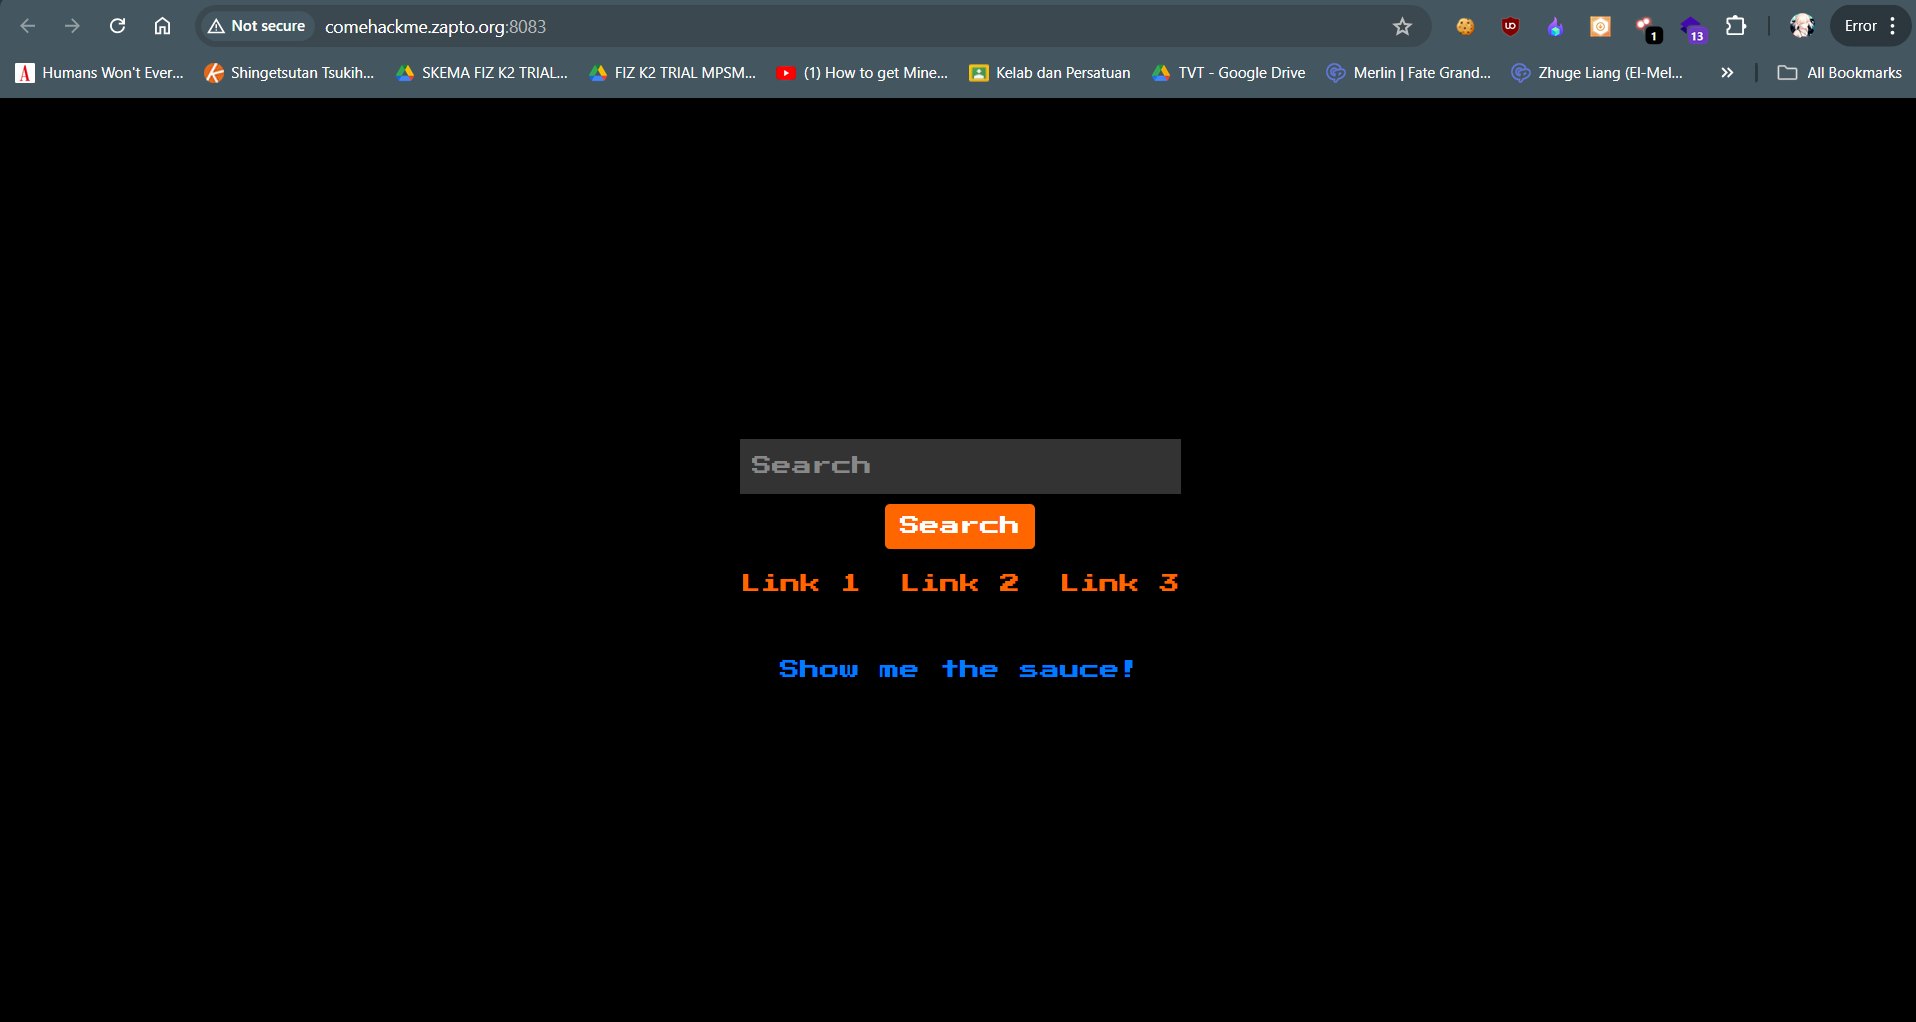 Not secure comehackme.zapto.org:8083 1 13 Error
Humans Won't Ever... Shingetsutan Tsukih... SKEMA FIZ K2 TRIAL... FIZ K2 TRIAL MPSM... (1) How to get Mine... Kelab dan Persatuan TVT - Google Drive Merlin | Fate Grand... Zhuge Liang (El-Mel... » All Bookmarks
Search
Search
Link 1 Link 2 Link 3
Show me the sauce!